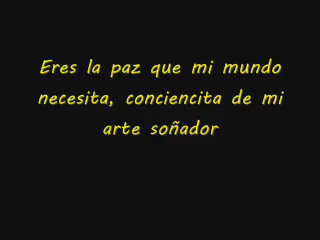 Eres la paz que mi mundo
necesita, conciencita de mi
arte soñador